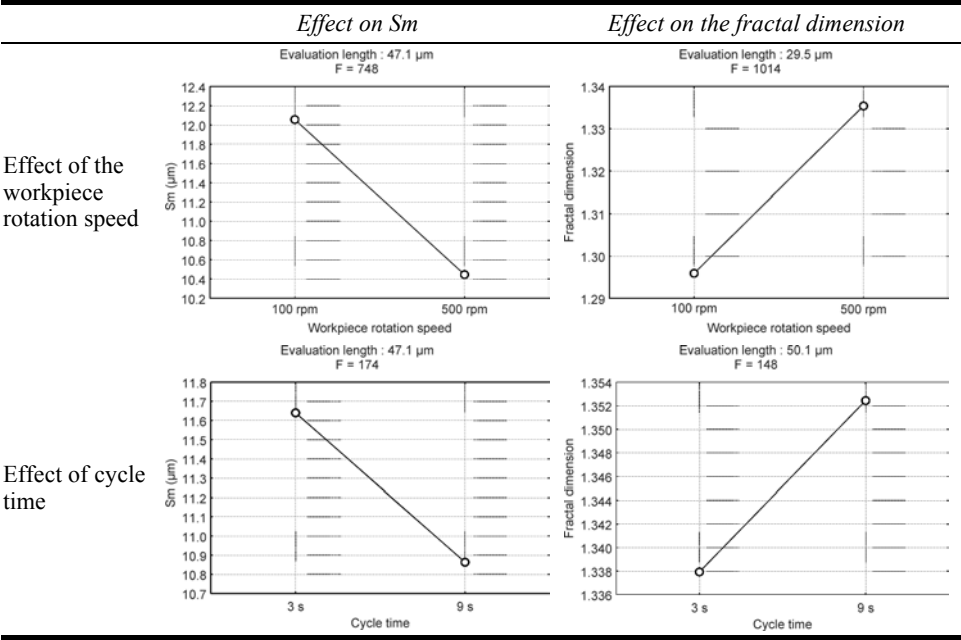 Effect on Sm
Effect on the fractal dimension
Effect of the
workpiece
rotation speed
Evaluation length : 47.1 µm
F = 748
Sm (µm)
12.4
12.2
12.0
11.8
11.6
11.4
11.2
11.0
10.8
10.6
10.4
10.2
100 rpm
500 rpm
Workpiece rotation speed
Evaluation length : 29.5 µm
F = 1014
Fractal dimension
1.34
1.33
1.32
1.31
1.30
1.29
100 rpm
500 rpm
Workpiece rotation speed
Effect of cycle
time
Evaluation length : 47.1 µm
F = 174
Sm (µm)
11.8
11.7
11.6
11.5
11.4
11.3
11.2
11.1
11.0
10.9
10.8
10.7
3 s
9 s
Cycle time
Evaluation length : 50.1 µm
F = 148
Fractal dimension
1.354
1.352
1.350
1.348
1.346
1.344
1.342
1.340
1.338
1.336
3 s
9 s
Cycle time